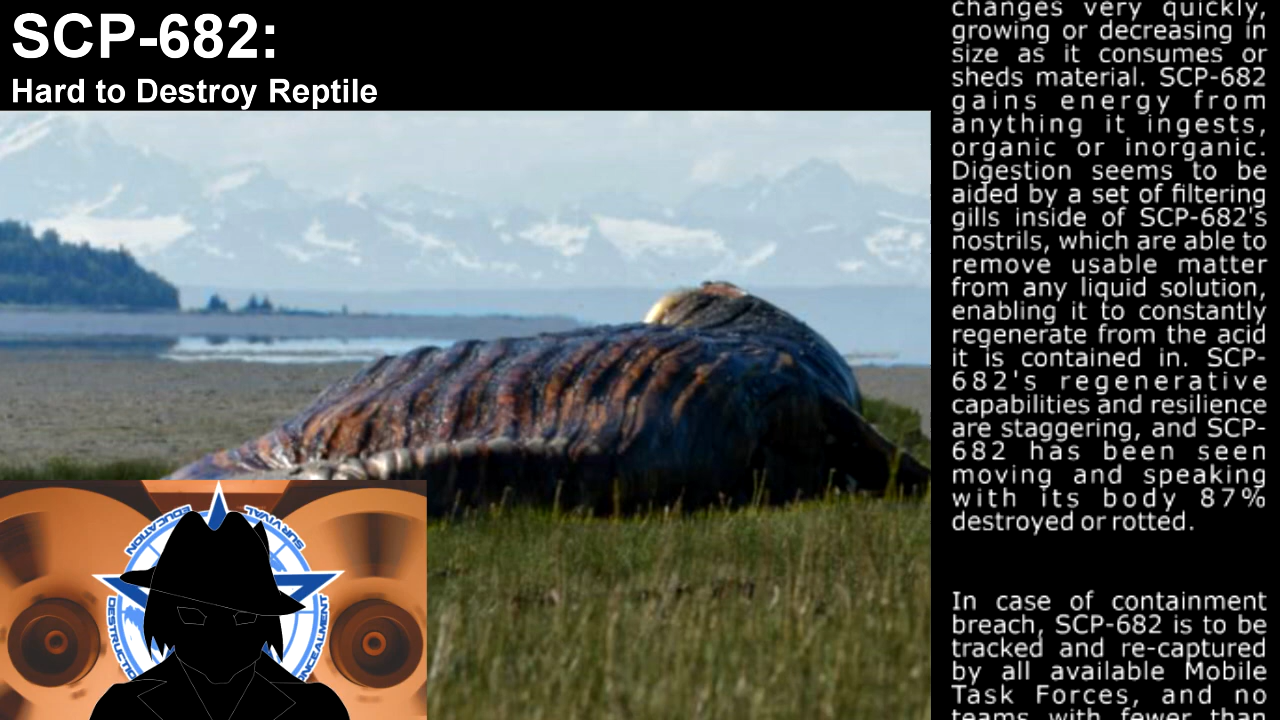 SCP-682:
Hard to Destroy Reptile
changes very quickly,
growing or decreasing in
size as it consumes or
sheds material. SCP-682
gains energy from
anything it ingests,
organic or inorganic.
Digestion seems to be
aided by a set of filtering
gills inside of SCP-682's
nostrils, which are able to
remove usable matter
from any liquid solution,
enabling it to constantly
regenerate from the acid
it is contained in. SCP-
682's regenerative
capabilities and resilience
are staggering, and SCP-
682 has been seen
moving and speaking
with its body 87%
destroyed or rotted.
In case of containment
breach, SCP-682 is to be
tracked and re-captured
by all available Mobile
Task Forces, and no
teams with fewer than
EDUCATION
SURVIVAL